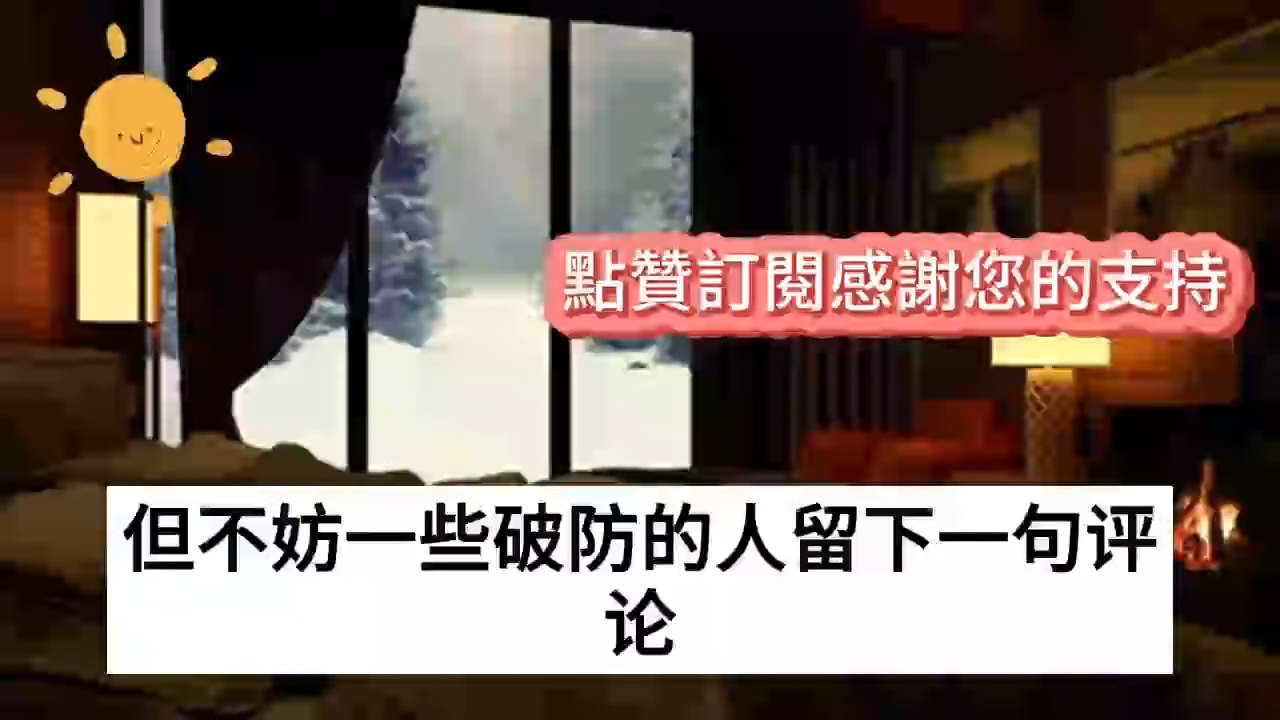 點贊訂閱感謝您的支持
但不妨一些破防的人留下一句评
论